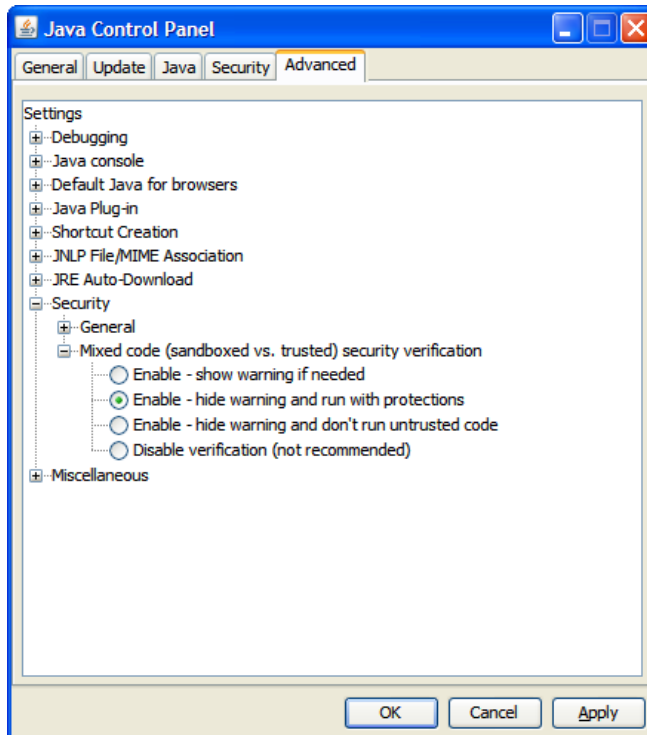 Java Control Panel
General Update Java Security Advanced
Settings
Debugging
Java console
Default Java for browsers
Java Plug-in
Shortcut Creation
JNLP File/MIME Association
JRE Auto-Download
Security
General
Mixed code (sandboxed vs. trusted) security verification
Enable - show warning if needed
Enable - hide warning and run with protections
Enable - hide warning and don't run untrusted code
Disable verification (not recommended)
Miscellaneous
OK Cancel Apply